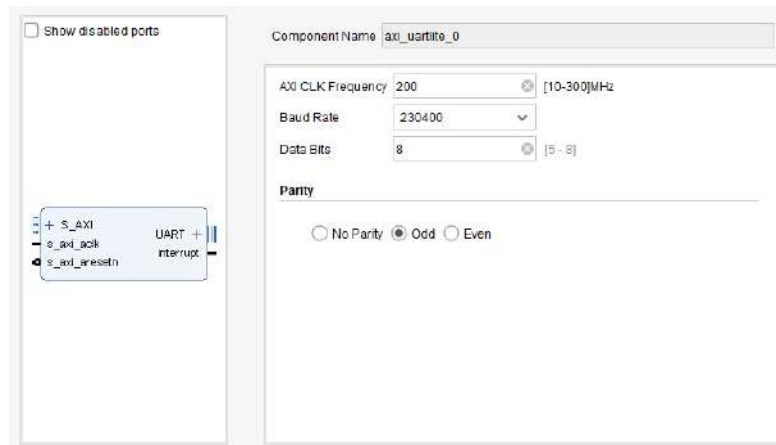 Show disabled ports
Component Name axi_uartlite_0
AXI CLK Frequency 200 [10-300]MHz
Baud Rate 230400
Data Bits 8 [5 - 8]
Parity
No Parity Odd Even
+ S_AXI
s_axi_aclk
s_axi_aresetn
UART +
interrupt